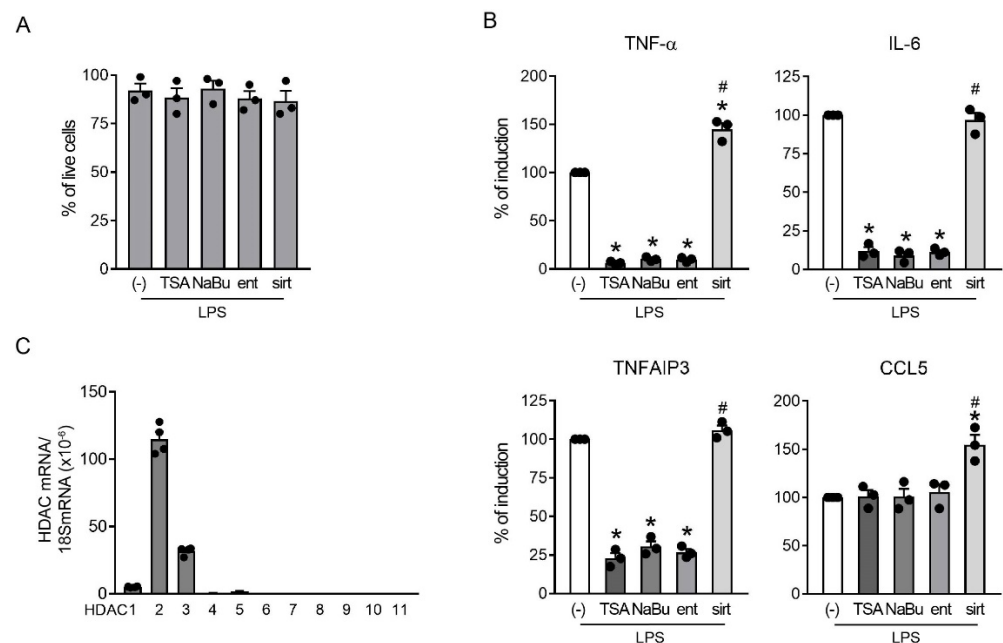 A
% of live cells
100
75
50
25
0
(-) TSA NaBu ent sirt
LPS
B
TNF-α
% of induction
200
150
100
50
0
#
*
* * *
(-) TSA NaBu ent sirt
LPS
IL-6
125
100
75
50
25
0
#
* * *
(-) TSA NaBu ent sirt
LPS
C
HDAC mRNA/
18SmRNA (x10⁻⁶)
150
100
50
0
HDAC1 2 3 4 5 6 7 8 9 10 11
TNFAIP3
% of induction
125
100
75
50
25
0
#
* * *
(-) TSA NaBu ent sirt
LPS
CCL5
200
150
100
50
0
#
*
(-) TSA NaBu ent sirt
LPS